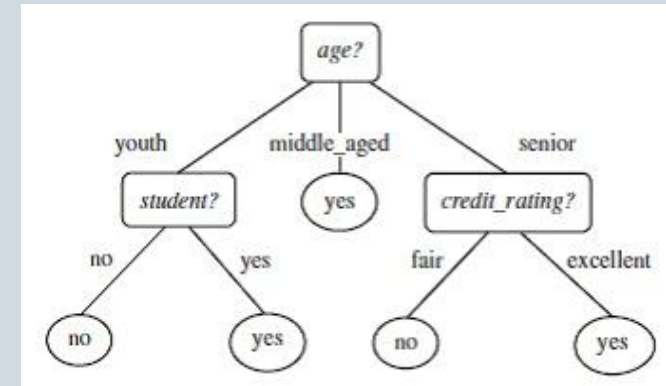 age?
youth middle_aged senior
student? yes credit_rating?
no yes fair excellent
no yes no yes